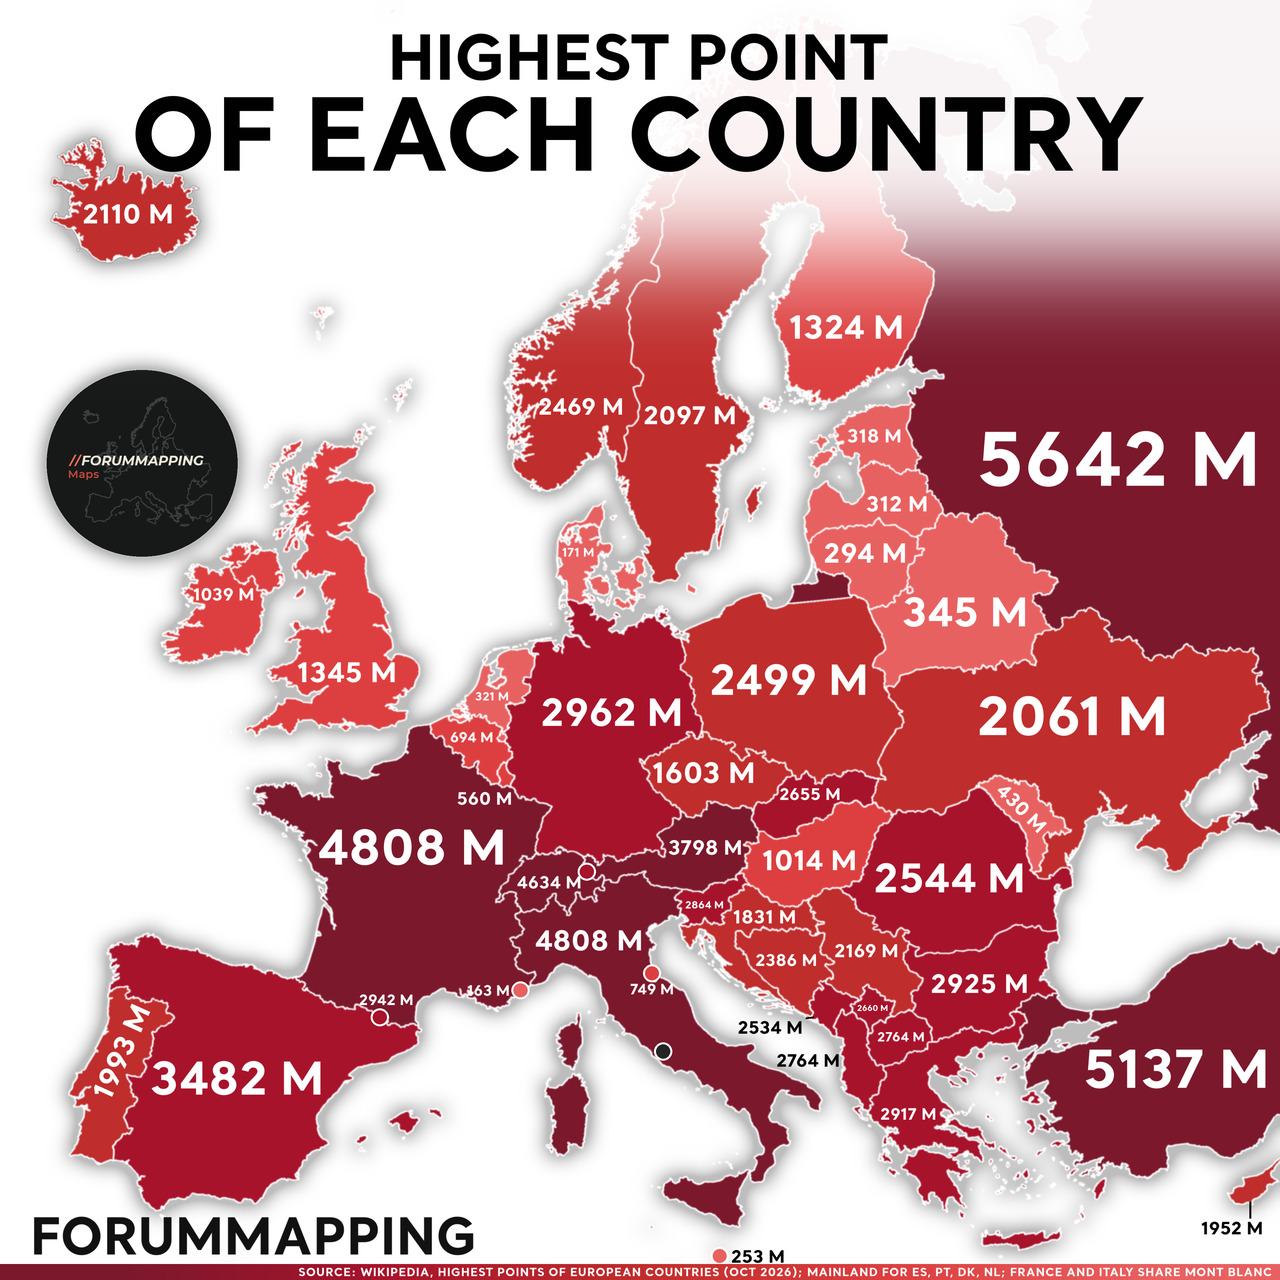 HIGHEST POINT
OF EACH COUNTRY
2110 M
1324 M
2469 M
2097 M
318 M
5642 M
//FORUMMAPPING
Maps
312 M
171 M
294 M
1039 M
345 M
1345 M
2499 M
321 M
2962 M
2061 M
694 M
1603 M
560 M
2655 M
430 M
4808 M
3798 M
1014 M
4634 M
2544 M
2864 M
1831 M
4808 M
2169 M
2386 M
2925 M
163 M
749 M
2942 M
2660 M
2534 M
2764 M
1993 M
2764 M
3482 M
5137 M
2917 M
1952 M
FORUMMAPPING
253 M
SOURCE: WIKIPEDIA, HIGHEST POINTS OF EUROPEAN COUNTRIES (OCT 2026); MAINLAND FOR ES, PT, DK, NL; FRANCE AND ITALY SHARE MONT BLANC